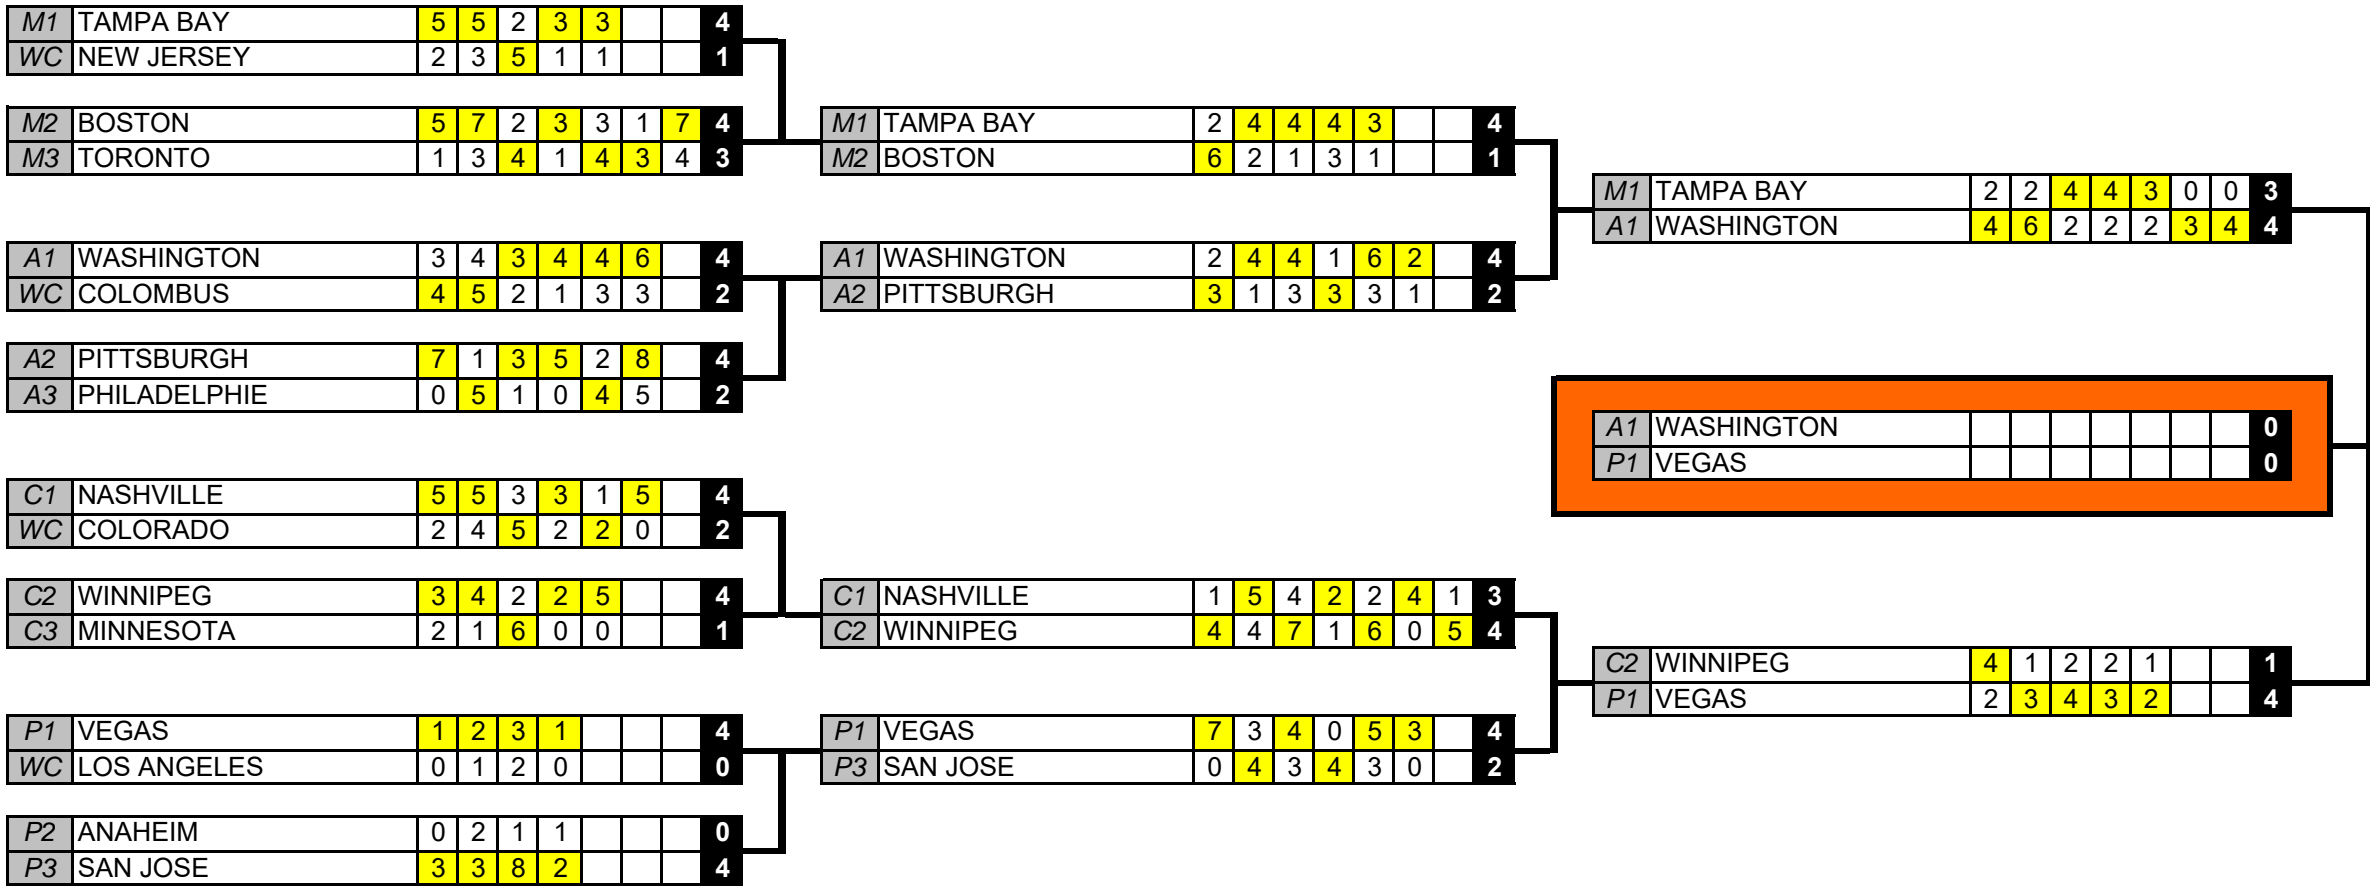 M1 TAMPA BAY 5 5 2 3 3 4
WC NEW JERSEY 2 3 5 1 1 1
M2 BOSTON 5 7 2 3 3 1 7 4
M3 TORONTO 1 3 4 1 4 3 4 3
A1 WASHINGTON 3 4 3 4 4 6 4
WC COLOMBUS 4 5 2 1 3 3 2
A2 PITTSBURGH 7 1 3 5 2 8 4
A3 PHILADELPHIE 0 5 1 0 4 5 2
C1 NASHVILLE 5 5 3 3 1 5 4
WC COLORADO 2 4 5 2 2 0 2
C2 WINNIPEG 3 4 2 2 5 4
C3 MINNESOTA 2 1 6 0 0 1
P1 VEGAS 1 2 3 1 4
WC LOS ANGELES 0 1 2 0 0
P2 ANAHEIM 0 2 1 1 0
P3 SAN JOSE 3 3 8 2 4
M1 TAMPA BAY 2 4 4 4 3 4
M2 BOSTON 6 2 1 3 1 1
A1 WASHINGTON 2 4 4 1 6 2 4
A2 PITTSBURGH 3 1 3 3 3 1 2
C1 NASHVILLE 1 5 4 2 2 4 1 3
C2 WINNIPEG 4 4 7 1 6 0 5 4
P1 VEGAS 7 3 4 0 5 3 4
P3 SAN JOSE 0 4 3 4 3 0 2
M1 TAMPA BAY 2 2 4 4 3 0 0 3
A1 WASHINGTON 4 6 2 2 2 3 4 4
A1 WASHINGTON 0
P1 VEGAS 0
C2 WINNIPEG 4 1 2 2 1 1
P1 VEGAS 2 3 4 3 2 4